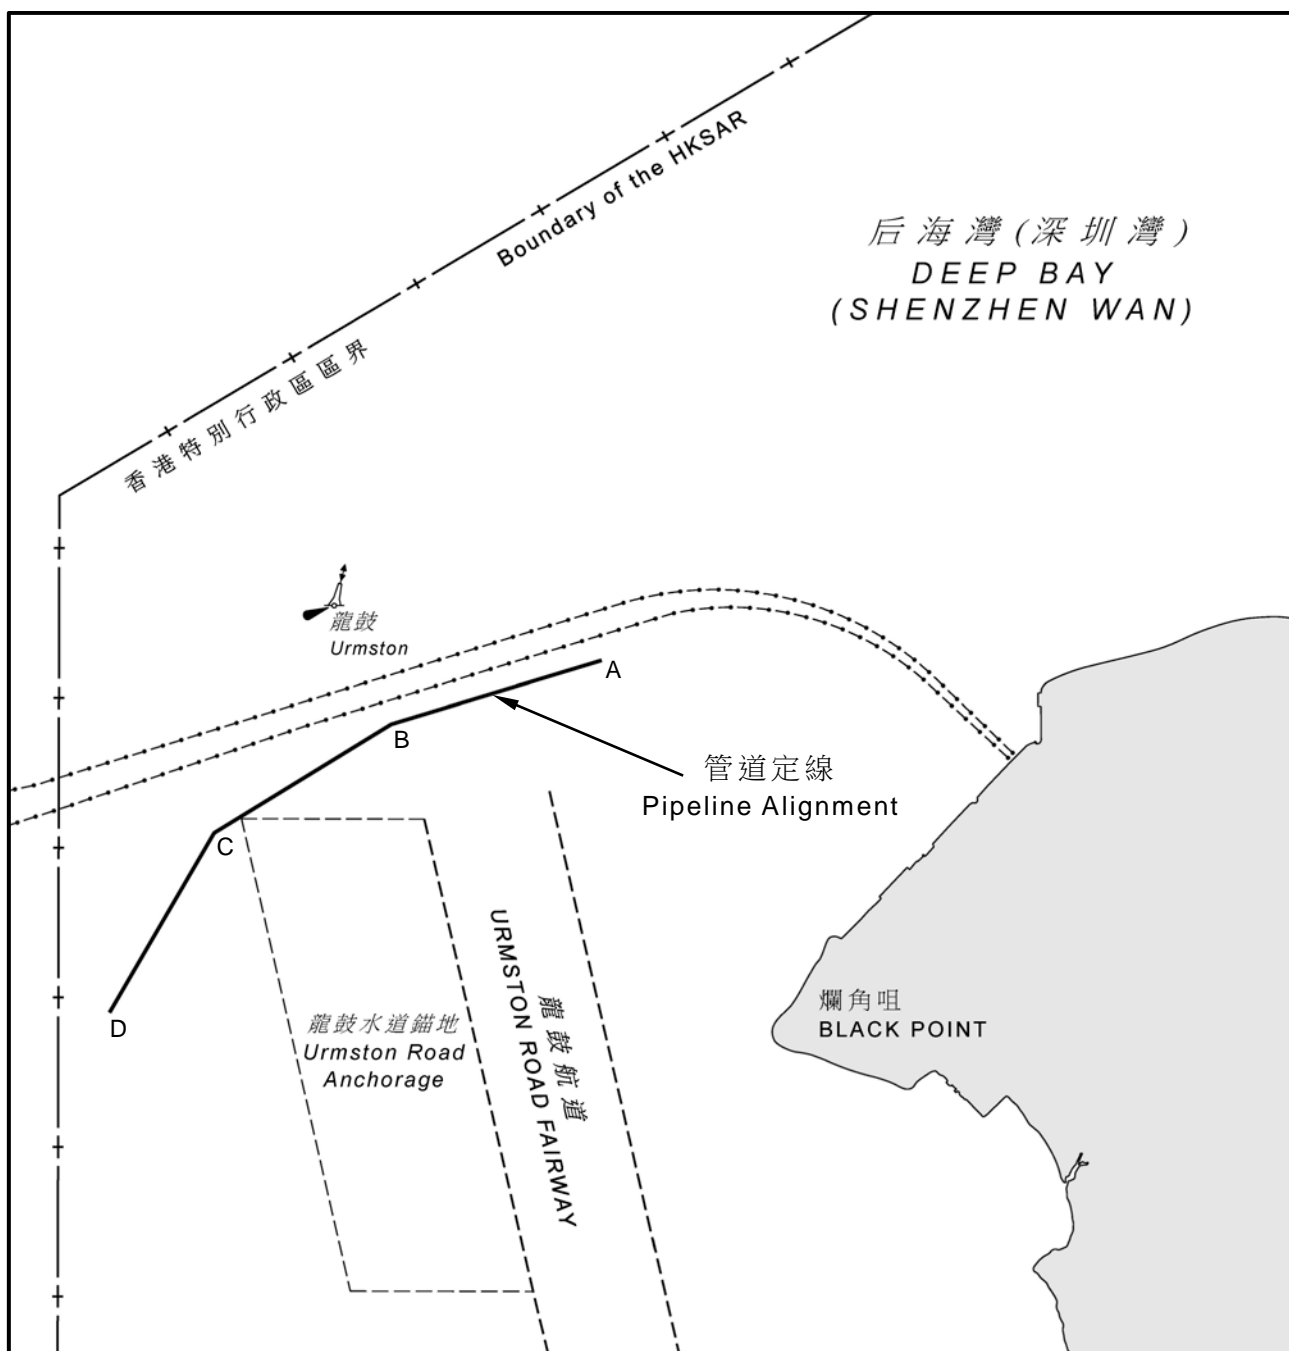 Boundary of the HKSAR
香港特別行政區區界
后海灣(深圳灣)
DEEP BAY
(SHENZHEN WAN)
龍鼓
Urmston
A
B
管道定線
Pipeline Alignment
C
D
龍鼓水道錨地
Urmston Road
Anchorage
龍鼓航道
URMSTON ROAD FAIRWAY
爛角咀
BLACK POINT